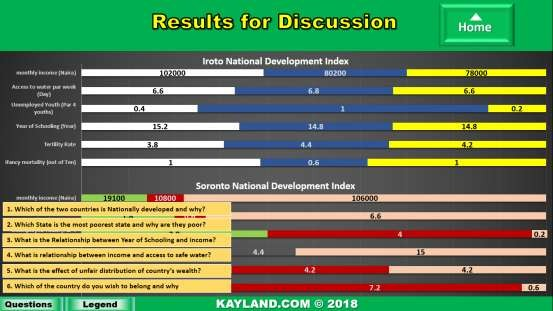 Results for Discussion
Home
Iroto National Development Index
monthly income (Naira) 102000 80200 78000
Access to water par week (Day) 6.6 6.8 6.6
Unemployed Youth (Par 4 youths) 0.4 1 0.2
Year of Schooling (Year) 15.2 14.8 14.8
fertility Rate 3.8 4.4 4.2
ifancy mortality (out of Ten) 1 0.6 1
Soronto National Development Index
monthly income (Naira) 19100 10800 106000
1. Which of the two countries is Nationally developed and why?
6.6
2. Which State is the most poorest state and why are they poor?
4 0.2
3. What is the Relationship between Year of Schooling and income?
4. What is relationship between income and access to safe water?
4.4 15
5. What is the effect of unfair distribution of country's wealth?
4.2 4.2
6. Which of the country do you wish to belong and why
7.2 0.6
Questions Legend KAYLAND.COM © 2018